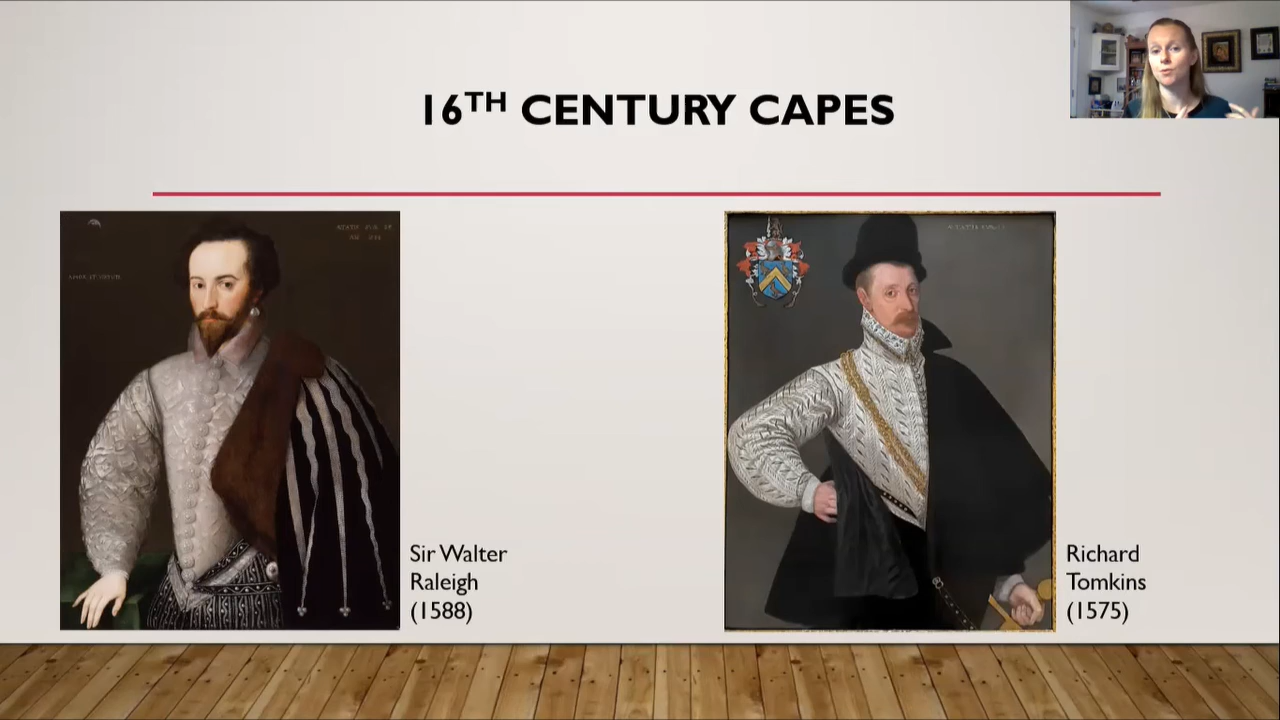 16TH CENTURY CAPES
Sir Walter
Raleigh
(1588)
Richard
Tomkins
(1575)